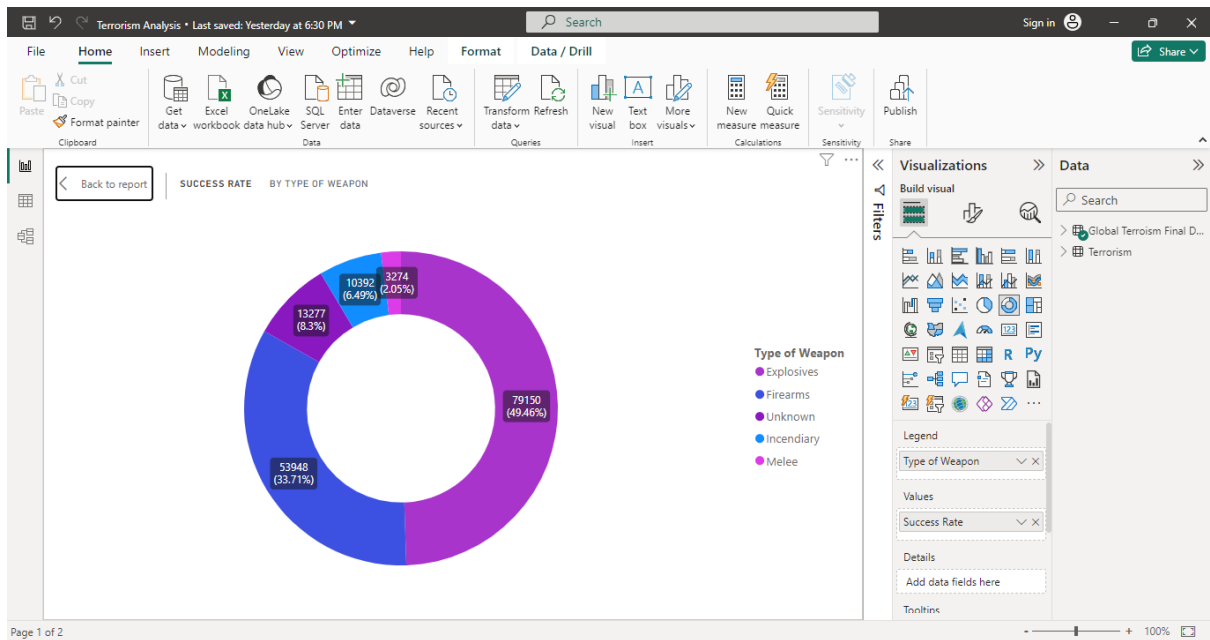 Terrorism Analysis • Last saved: Yesterday at 6:30 PM
Search
Sign in
File Home Insert Modeling View Optimize Help Format Data / Drill
Share
Paste
Cut
Copy
Format painter
Clipboard
Get data
Excel workbook
OneLake data hub
SQL Server
Enter data
Dataverse
Recent sources
Data
Transform data
Refresh
Queries
New visual
Text box
More visuals
Insert
New measure
Quick measure
Calculations
Sensitivity
Sensitivity
Publish
Share
Back to report
SUCCESS RATE BY TYPE OF WEAPON
3274
(2.05%)
10392
(6.49%)
13277
(8.3%)
79150
(49.46%)
53948
(33.71%)
Type of Weapon
Explosives
Firearms
Unknown
Incendiary
Melee
Filters
Visualizations
Build visual
123
R
Py
123
Legend
Type of Weapon
Values
Success Rate
Details
Add data fields here
Tooltips
Data
Search
Global Terroism Final D...
Terrorism
Page 1 of 2
- + 100%